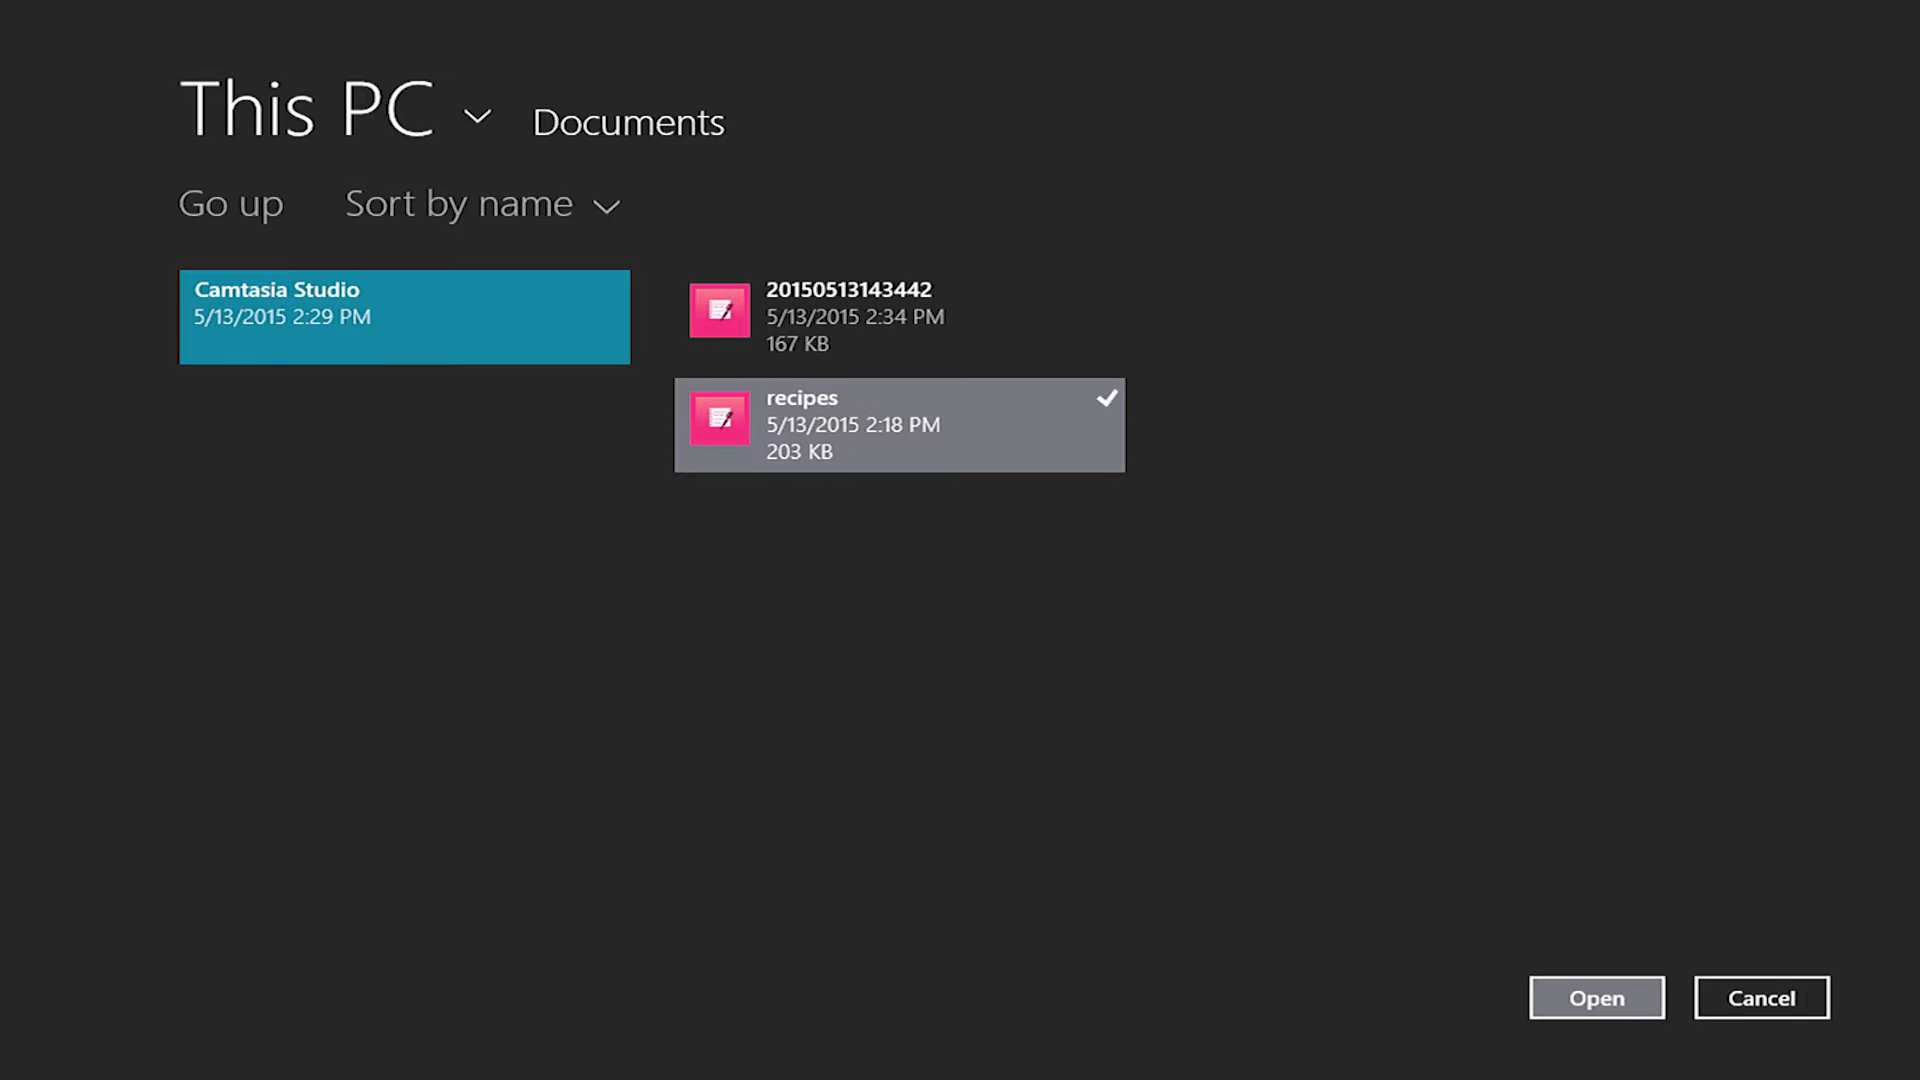 This PC
Documents
Go up
Sort by name
Camtasia Studio
5/13/2015 2:29 PM
20150513143442
5/13/2015 2:34 PM
167 KB
recipes
5/13/2015 2:18 PM
203 KB
Open
Cancel